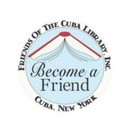 FRIENDS OF THE CUBA LIBRARY, INC.
Become a
Friend
CUBA, NEW YORK